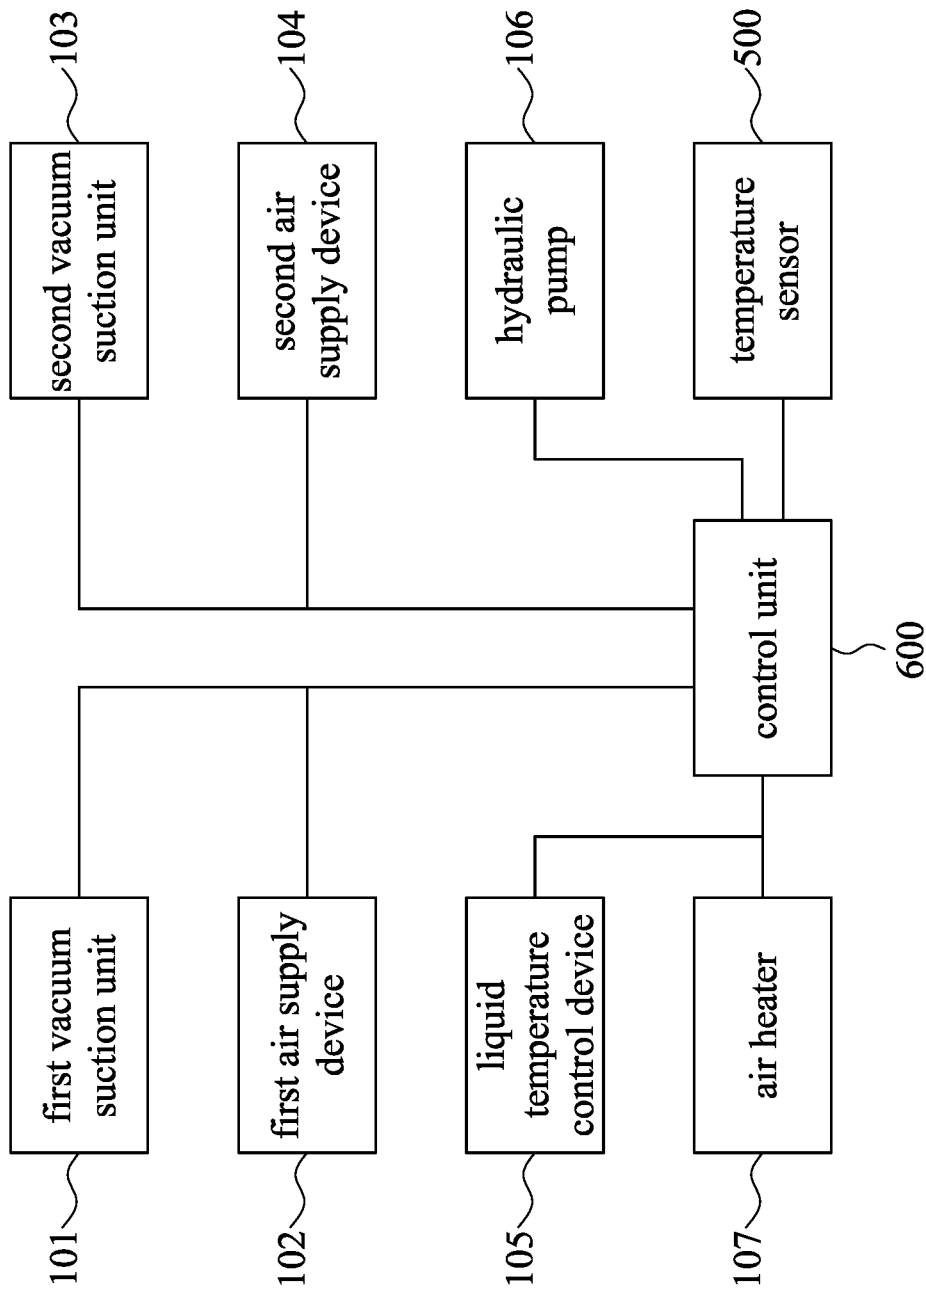 101
first vacuum
suction unit
second vacuum
suction unit
103
102
first air supply
device
second air
supply device
104
105
liquid
temperature
control device
hydraulic
pump
106
107
air heater
control unit
600
temperature
sensor
500